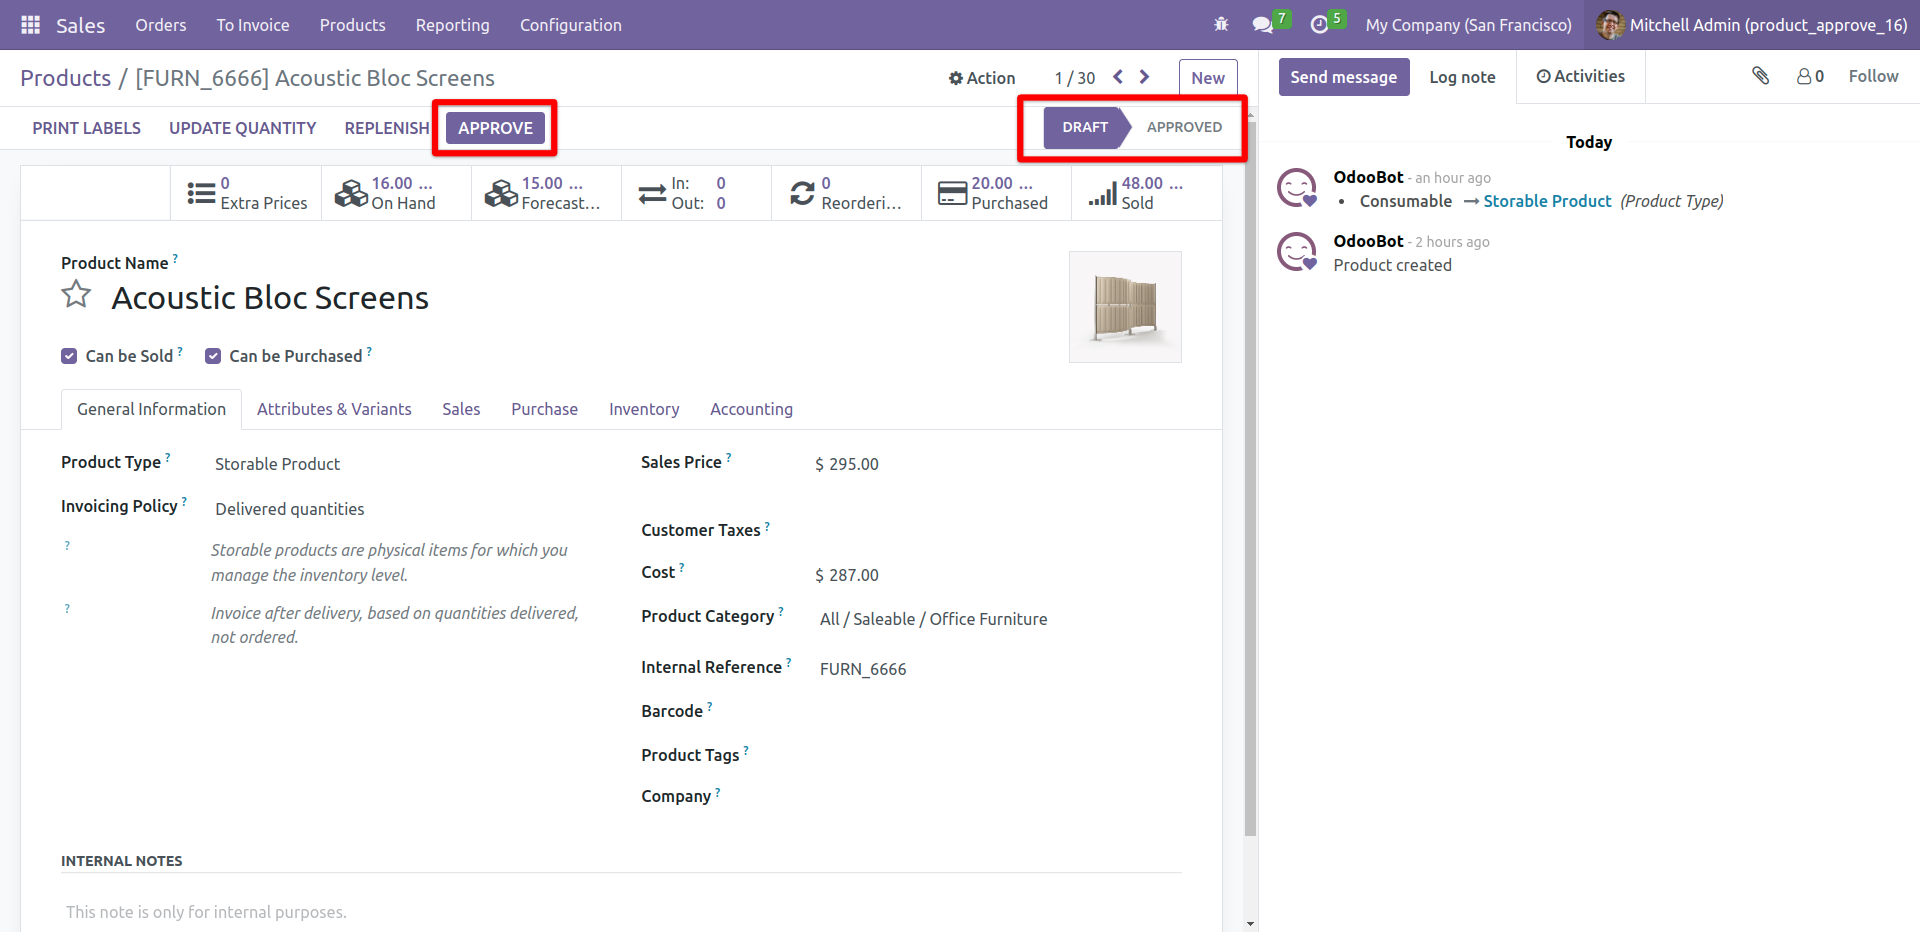 Sales Orders To Invoice Products Reporting Configuration 7 5 My Company (San Francisco) Mitchell Admin (product_approve_16)
Products / [FURN_6666] Acoustic Bloc Screens Action 1 / 30 New
Send message Log note Activities 0 Follow
PRINT LABELS UPDATE QUANTITY REPLENISH APPROVE DRAFT APPROVED
0 Extra Prices
16.00 ... On Hand
15.00 ... Forecast...
In: 0
Out: 0
0 Reorderi...
20.00 ... Purchased
48.00 ... Sold
Product Name ?
Acoustic Bloc Screens
Can be Sold ? Can be Purchased ?
General Information Attributes & Variants Sales Purchase Inventory Accounting
Product Type ? Storable Product
Invoicing Policy ? Delivered quantities
? Storable products are physical items for which you
manage the inventory level.
? Invoice after delivery, based on quantities delivered,
not ordered.
Sales Price ? $ 295.00
Customer Taxes ?
Cost ? $ 287.00
Product Category ? All / Saleable / Office Furniture
Internal Reference ? FURN_6666
Barcode ?
Product Tags ?
Company ?
INTERNAL NOTES
This note is only for internal purposes.
Today
OdooBot - an hour ago
• Consumable → Storable Product (Product Type)
OdooBot - 2 hours ago
Product created